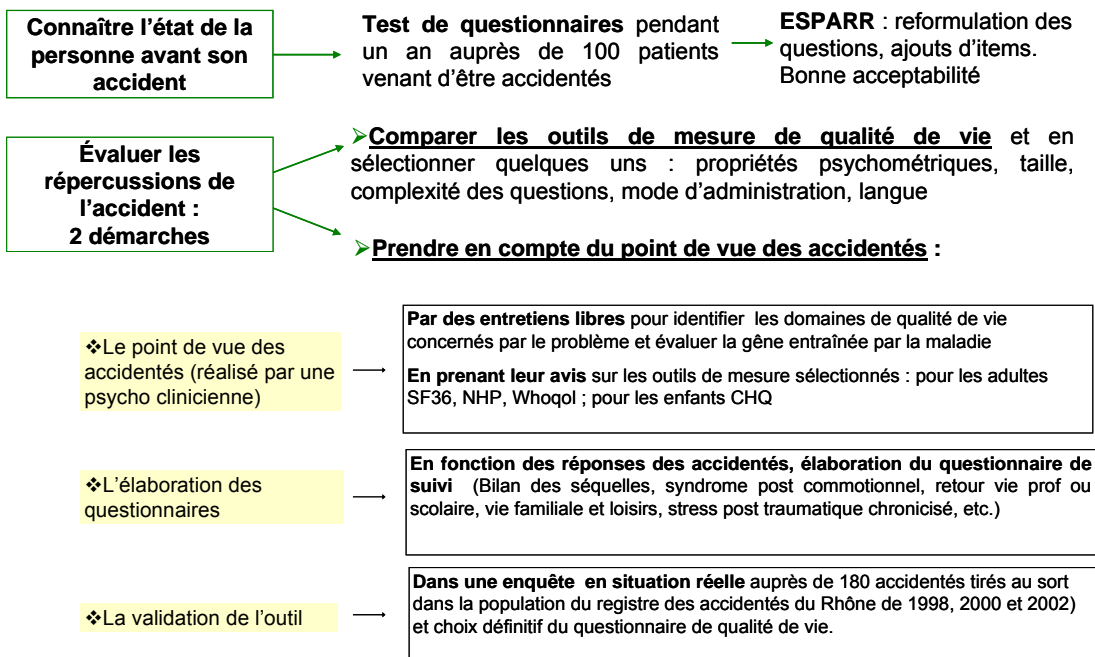 Connaître l'état de la
personne avant son
accident
Test de questionnaires pendant
un an auprès de 100 patients
venant d'être accidentés
ESPARR : reformulation des
questions, ajouts d'items.
Bonne acceptabilité
Évaluer les
répercussions de
l'accident :
2 démarches
➢Comparer les outils de mesure de qualité de vie et en
sélectionner quelques uns : propriétés psychométriques, taille,
complexité des questions, mode d'administration, langue
➢Prendre en compte du point de vue des accidentés :
❖Le point de vue des
accidentés (réalisé par une
psycho clinicienne)
Par des entretiens libres pour identifier les domaines de qualité de vie
concernés par le problème et évaluer la gêne entraînée par la maladie
En prenant leur avis sur les outils de mesure sélectionnés : pour les adultes
SF36, NHP, Whoqol ; pour les enfants CHQ
❖L'élaboration des
questionnaires
En fonction des réponses des accidentés, élaboration du questionnaire de
suivi (Bilan des séquelles, syndrome post commotionnel, retour vie prof ou
scolaire, vie familiale et loisirs, stress post traumatique chronicisé, etc.)
❖La validation de l'outil
Dans une enquête en situation réelle auprès de 180 accidentés tirés au sort
dans la population du registre des accidentés du Rhône de 1998, 2000 et 2002)
et choix définitif du questionnaire de qualité de vie.